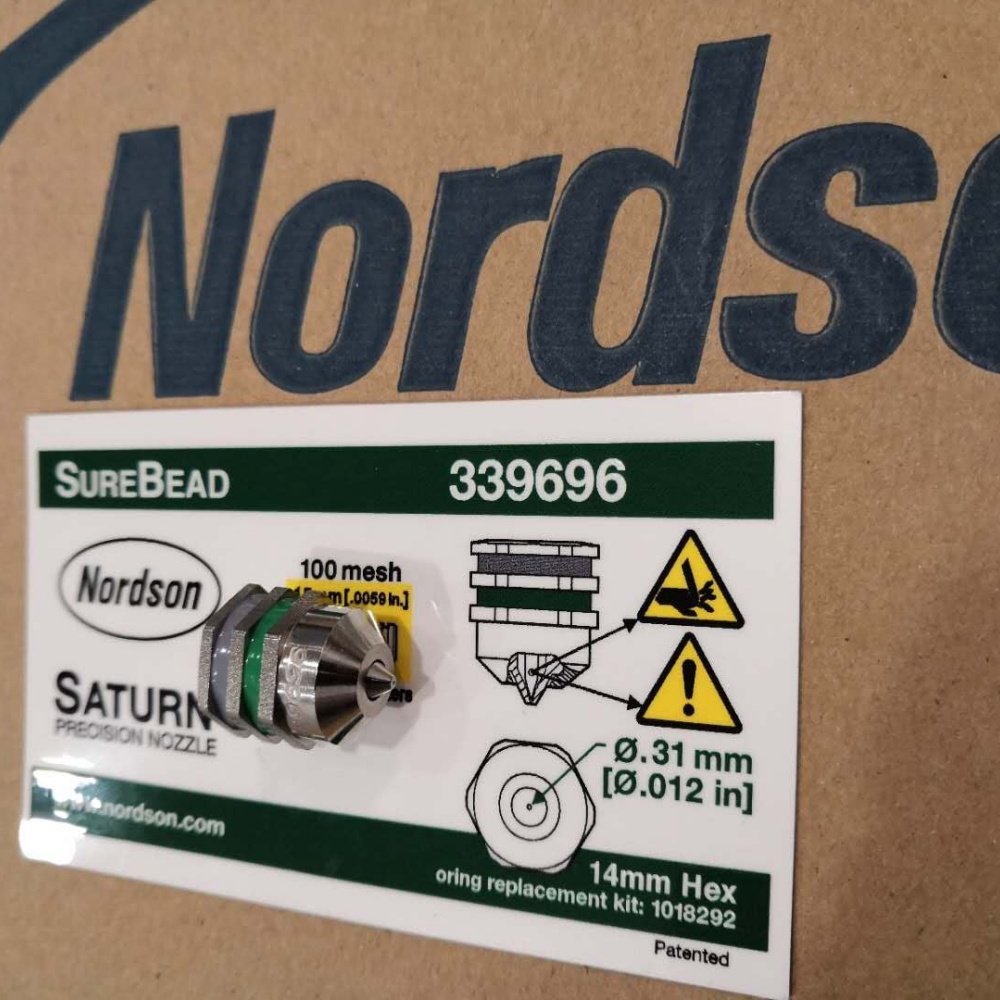 Nordso
SUREBEAD
339696
Nordson
100 mesh
[.0059 in.]
SATURN
PRECISION NOZZLE
Ø.31 mm
[Ø.012 in]
.nordson.com
14mm Hex
oring replacement kit: 1018292
Patented